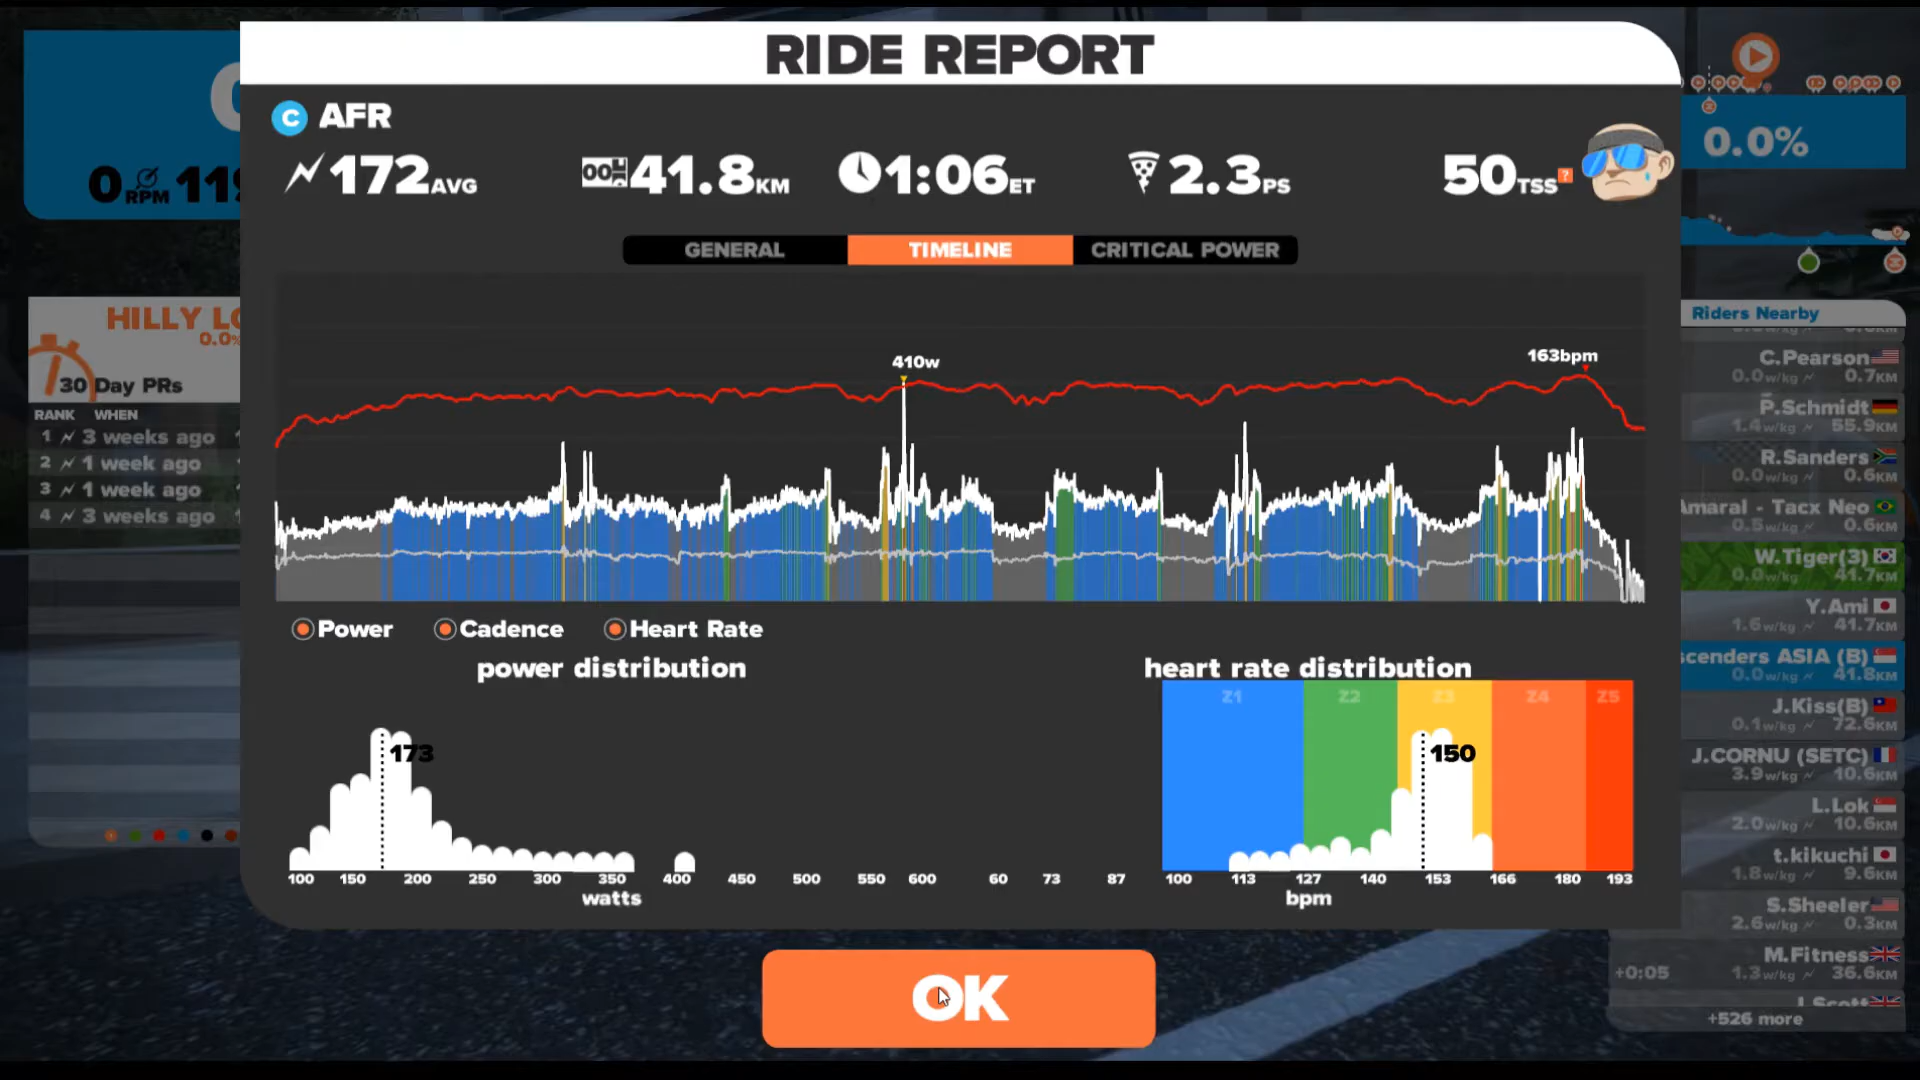 RIDE REPORT
C AFR
172AVG 41.8KM 1:06ET 2.3PS 50TSS ?
0.0%
0RPM 119
GENERAL TIMELINE CRITICAL POWER
HILLY LO
0.0%
30 Day PRs
RANK WHEN
1 3 weeks ago
2 1 week ago
3 1 week ago
4 3 weeks ago
410w
163bpm
Power Cadence Heart Rate
power distribution
173
100 150 200 250 300 350 400 450 500 550 600 60 73 87
watts
heart rate distribution
Z1 Z2 Z3 Z4 Z5
150
100 113 127 140 153 166 180 193
bpm
OK
Riders Nearby
C.Pearson
0.0w/kg 0.7KM
P.Schmidt
1.4w/kg 55.9KM
R.Sanders
0.0w/kg 0.6KM
Amaral - Tacx Neo
0.5w/kg 0.6KM
W.Tiger(3)
0.0w/kg 41.7KM
Y.Ami
1.6w/kg 41.7KM
scenders ASIA (B)
0.0w/kg 41.8KM
J.Kiss(B)
0.1w/kg 72.6KM
J.CORNU (SETC)
3.9w/kg 10.6KM
L.Lok
2.0w/kg 10.6KM
t.kikuchi
1.8w/kg 9.6KM
S.Sheeler
2.6w/kg 0.3KM
M.Fitness
+0:05 1.3w/kg 36.6KM
+526 more